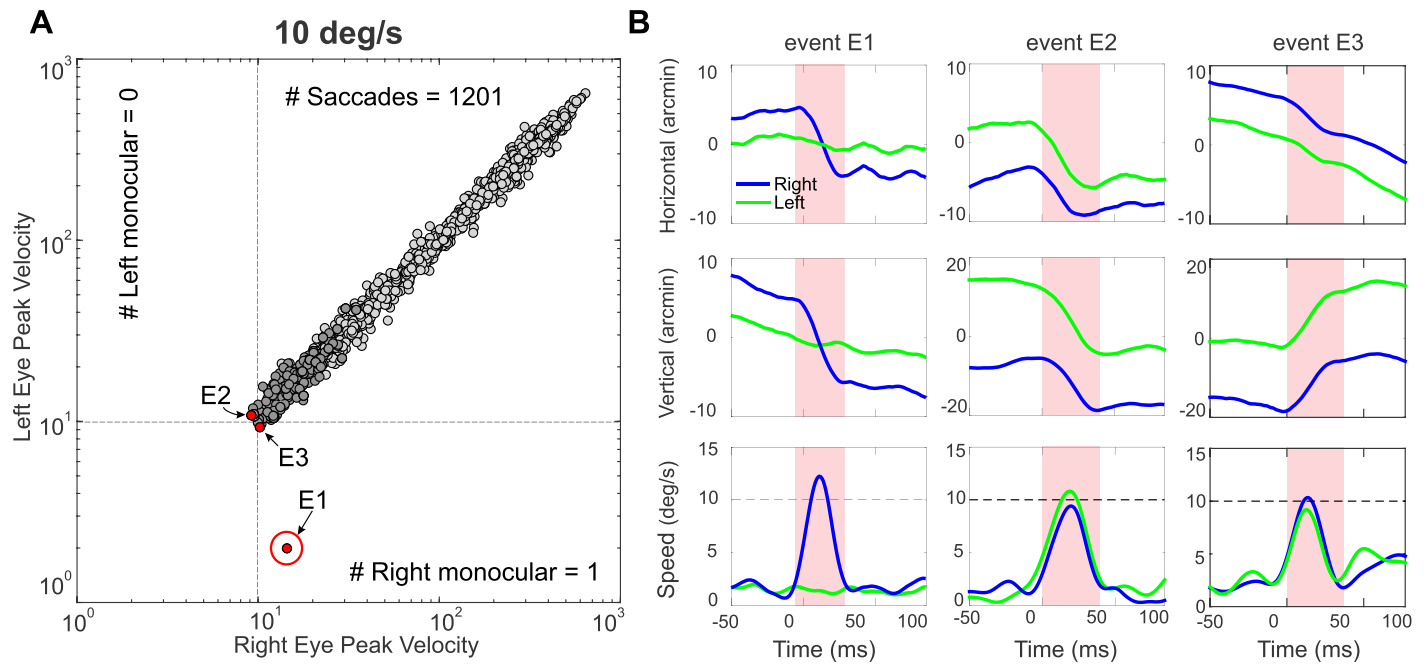 A
10 deg/s
10³
10²
10¹
10⁰
10⁰
10¹
10²
10³
Left Eye Peak Velocity
Right Eye Peak Velocity
# Left monocular = 0
# Saccades = 1201
E2
E3
E1
# Right monocular = 1
B
event E1
event E2
event E3
Horizontal (arcmin)
10
0
-10
Right
Left
10
0
-10
10
0
-10
Vertical (arcmin)
10
0
-10
20
0
-20
20
0
-20
Speed (deg/s)
15
10
5
0
15
10
5
0
15
10
5
0
-50
0
50
100
-50
0
50
100
-50
0
50
100
Time (ms)
Time (ms)
Time (ms)